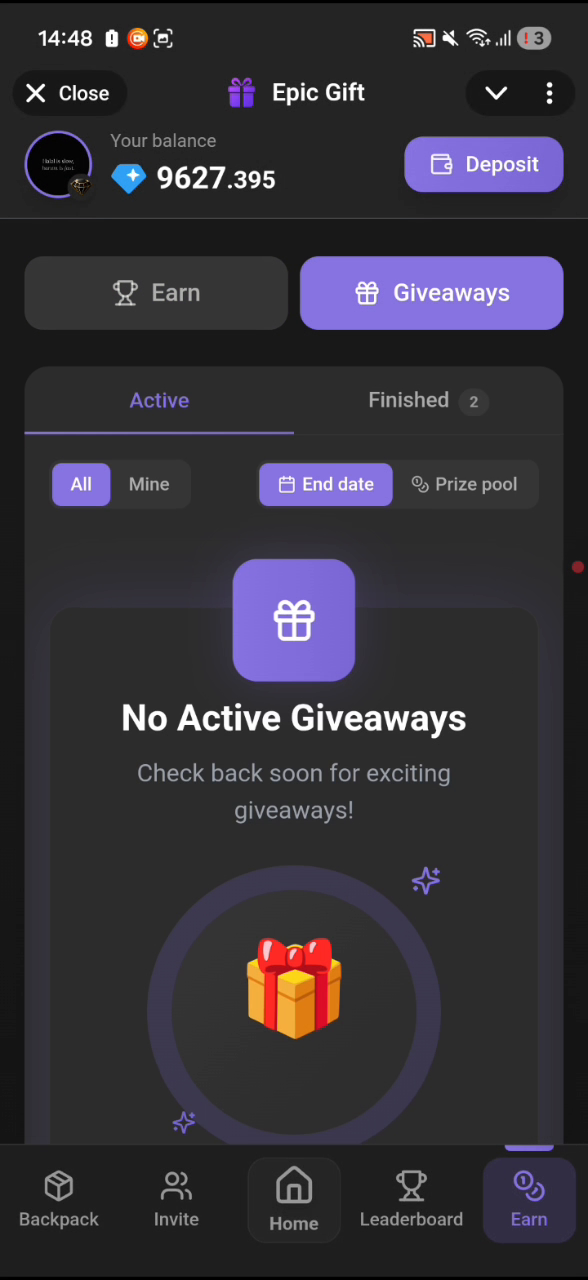 14:48
3
Close
Epic Gift
Your balance
9627.395
Deposit
Earn
Giveaways
Active
Finished 2
All
Mine
End date
Prize pool
No Active Giveaways
Check back soon for exciting
giveaways!
Backpack
Invite
Home
Leaderboard
Earn